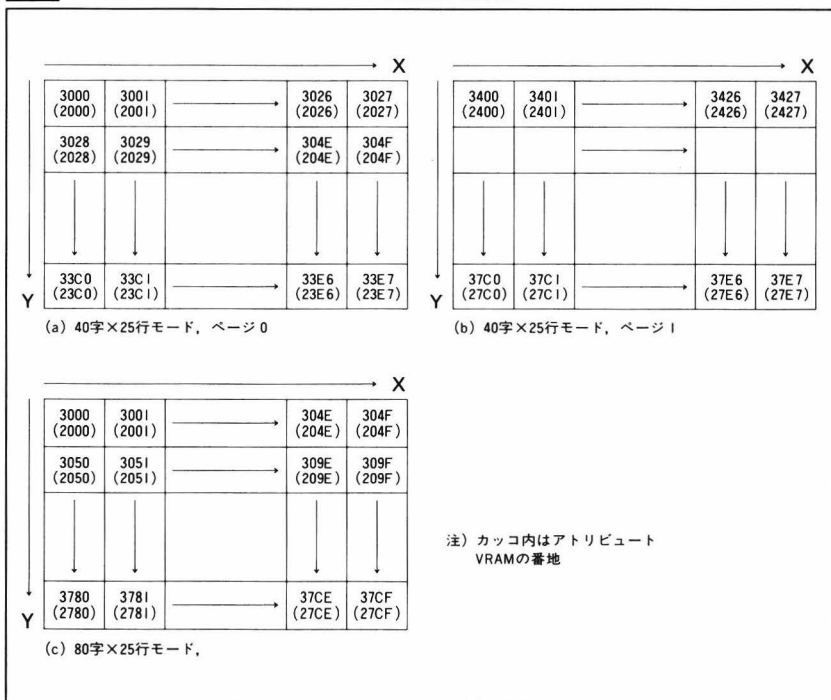 X
Y
3000 3001 3026 3027
(2000) (2001) (2026) (2027)
3028 3029 304E 304F
(2028) (2029) (204E) (204F)
33C0 33C1 33E6 33E7
(23C0) (23C1) (23E6) (23E7)
(a) 40字×25行モード, ページ0
X
Y
3400 3401 3426 3427
(2400) (2401) (2426) (2427)
37C0 37C1 37E6 37E7
(27C0) (27C1) (27E6) (27E7)
(b) 40字×25行モード, ページ1
X
Y
3000 3001 304E 304F
(2000) (2001) (204E) (204F)
3050 3051 309E 309F
(2050) (2051) (209E) (209F)
3780 3781 37CE 37CF
(2780) (2781) (27CE) (27CF)
(c) 80字×25行モード,
注) カッコ内はアトリビュート
VRAMの番地